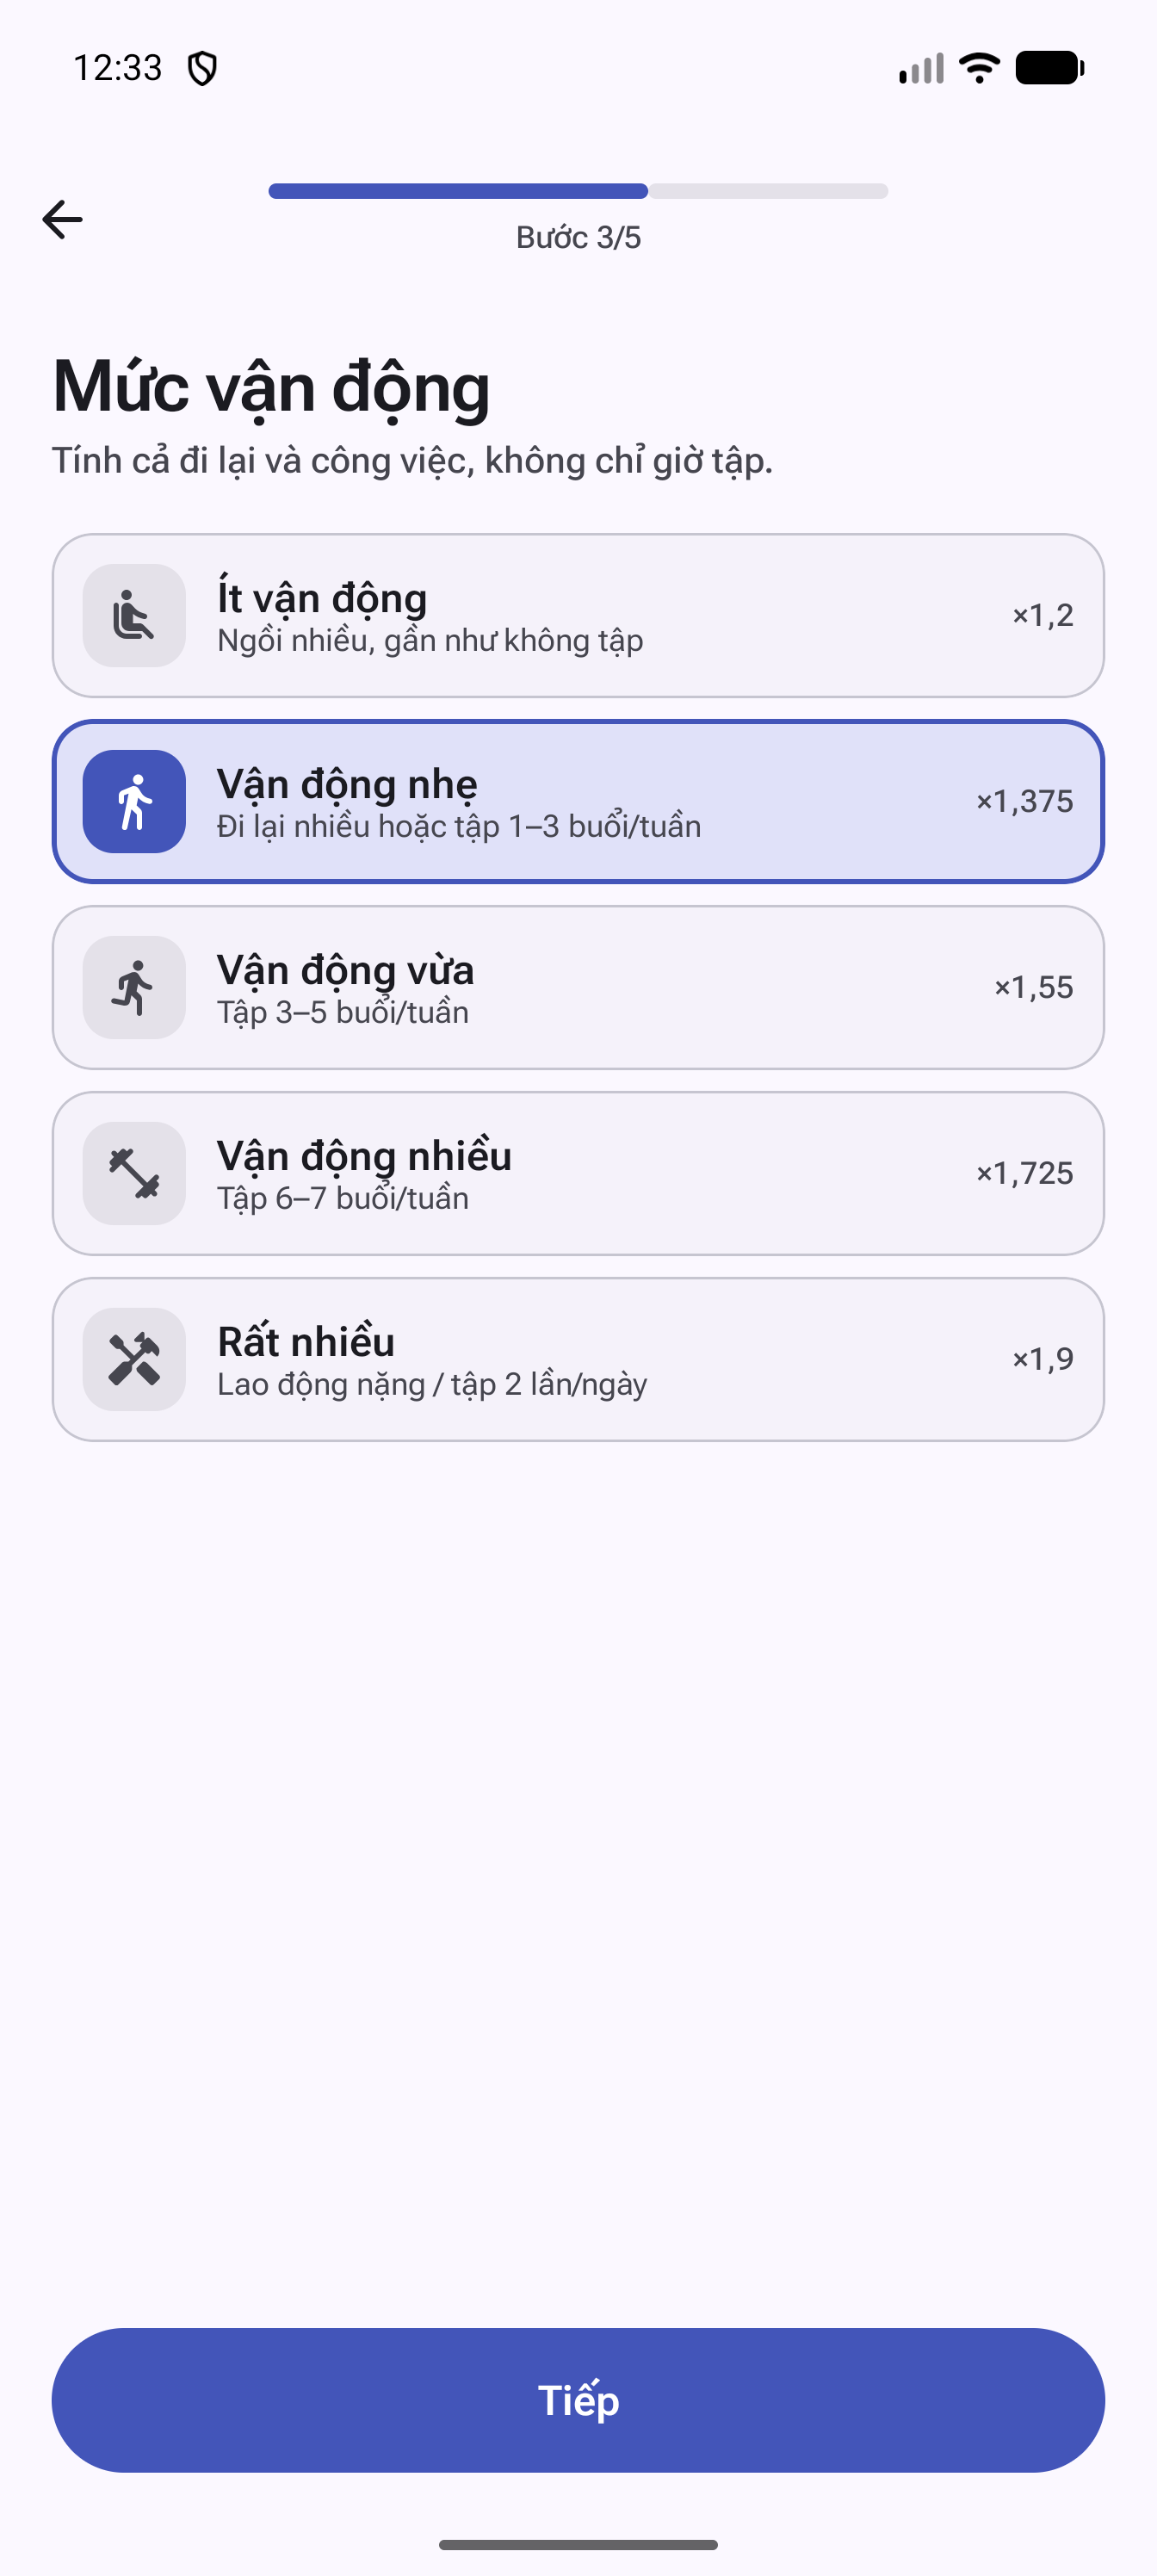 12:33
Bước 3/5
Mức vận động
Tính cả đi lại và công việc, không chỉ giờ tập.
Ít vận động
Ngồi nhiều, gần như không tập
×1,2
Vận động nhẹ
Đi lại nhiều hoặc tập 1–3 buổi/tuần
×1,375
Vận động vừa
Tập 3–5 buổi/tuần
×1,55
Vận động nhiều
Tập 6–7 buổi/tuần
×1,725
Rất nhiều
Lao động nặng / tập 2 lần/ngày
×1,9
Tiếp